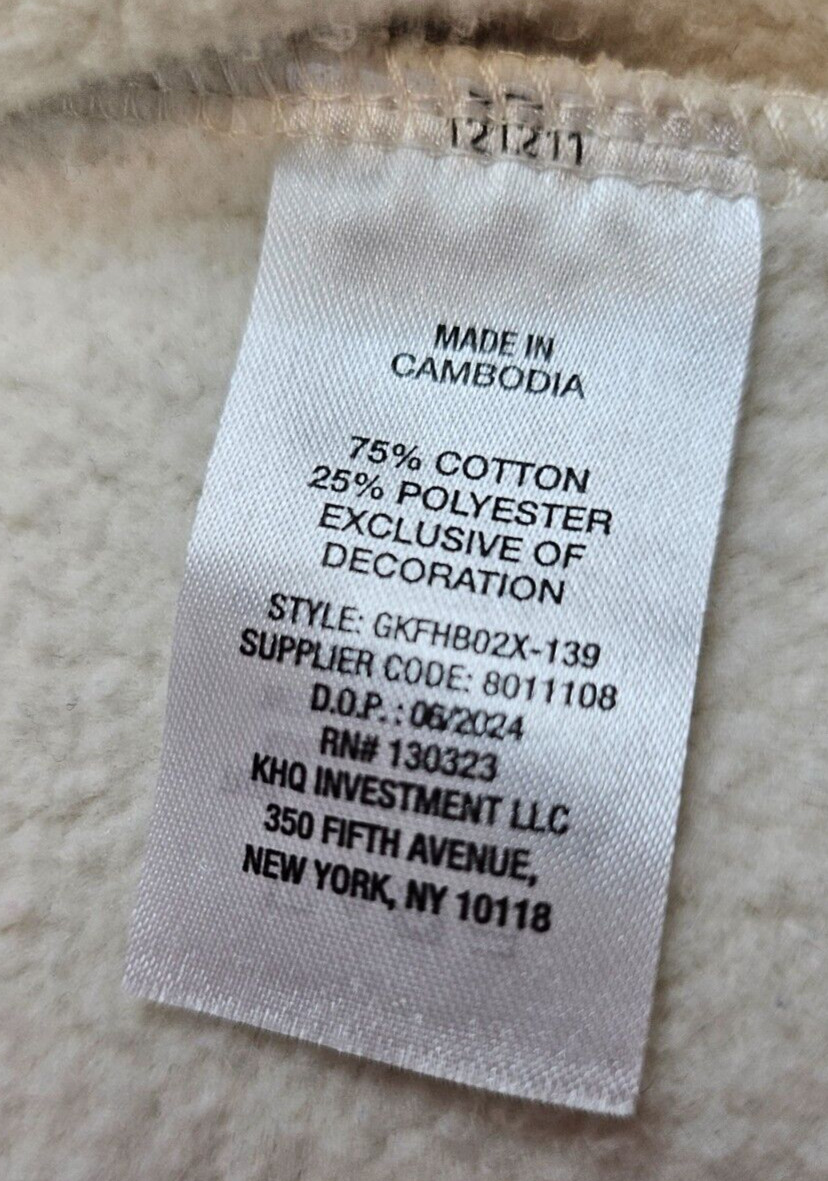 MADE IN
CAMBODIA
75% COTTON
25% POLYESTER
EXCLUSIVE OF
DECORATION
STYLE: GKFHB02X-139
SUPPLIER CODE: 8011108
D.O.P. : 06/2024
RN# 130323
KHQ INVESTMENT LLC
350 FIFTH AVENUE,
NEW YORK, NY 10118